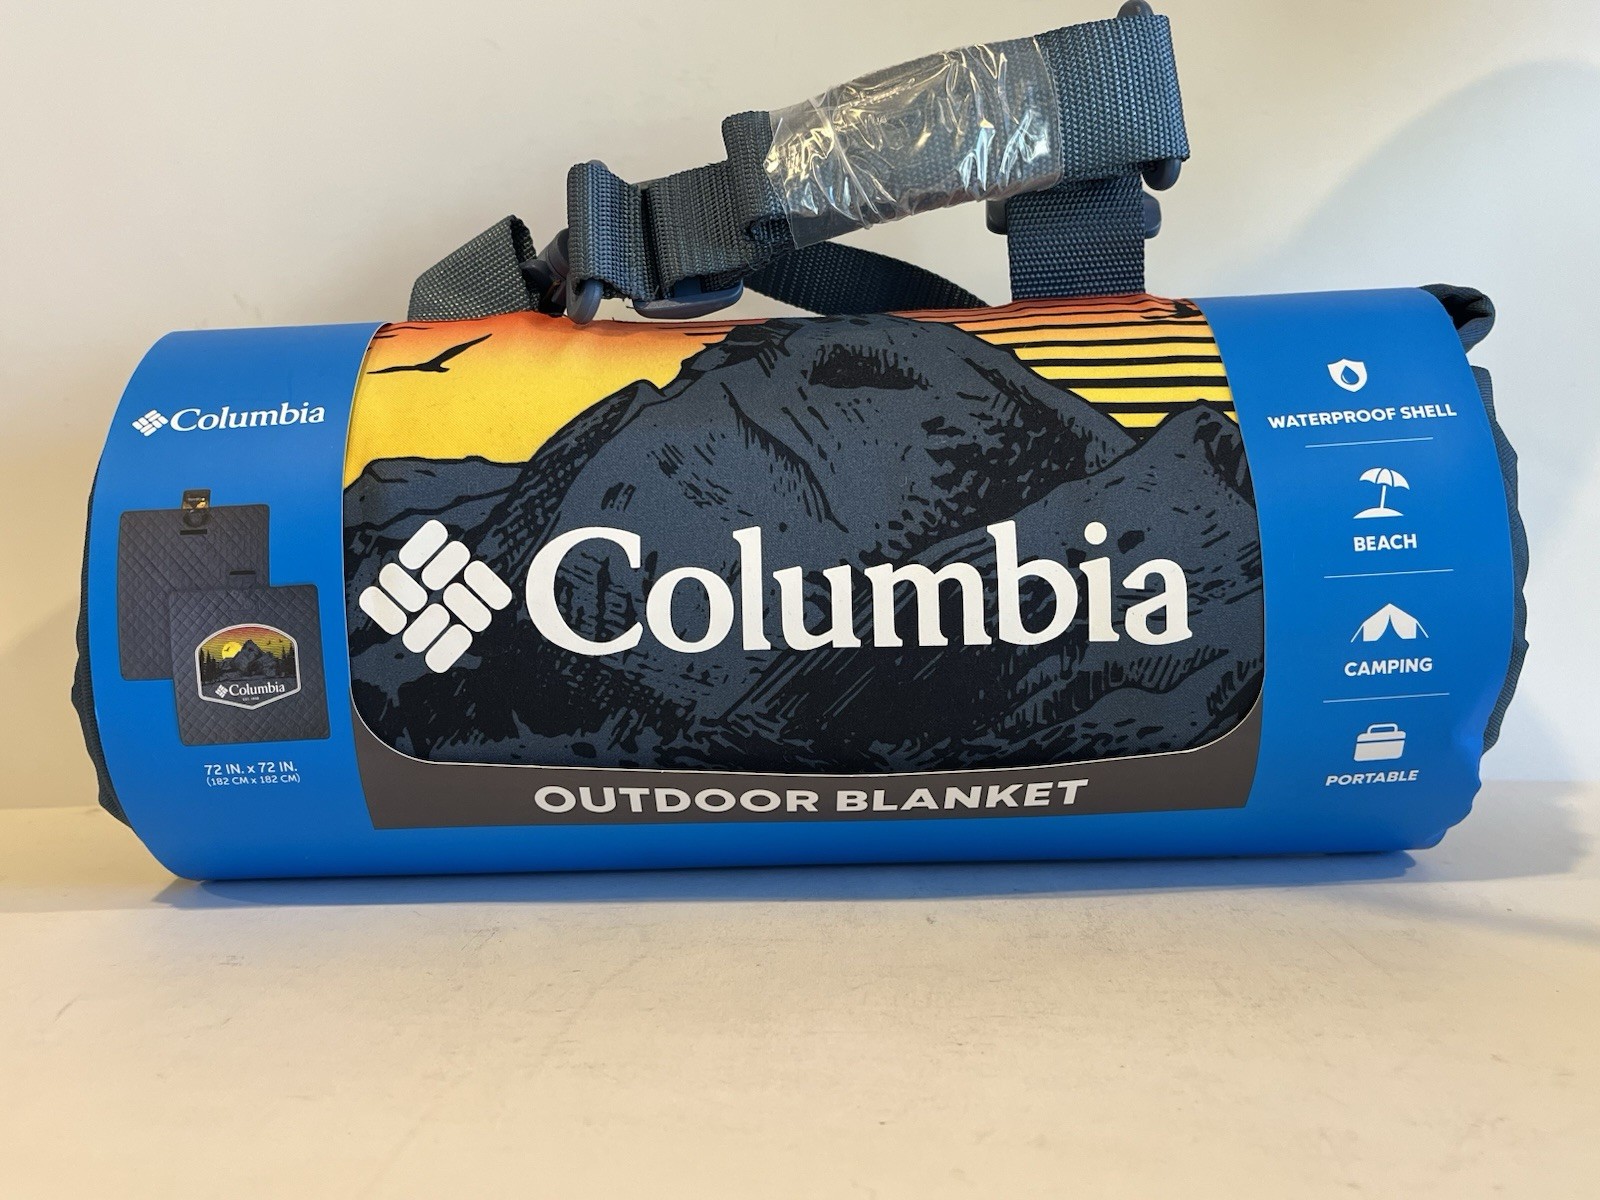 Columbia
Columbia
72 IN. x 72 IN.
(182 CM x 182 CM)
Columbia
OUTDOOR BLANKET
WATERPROOF SHELL
BEACH
CAMPING
PORTABLE